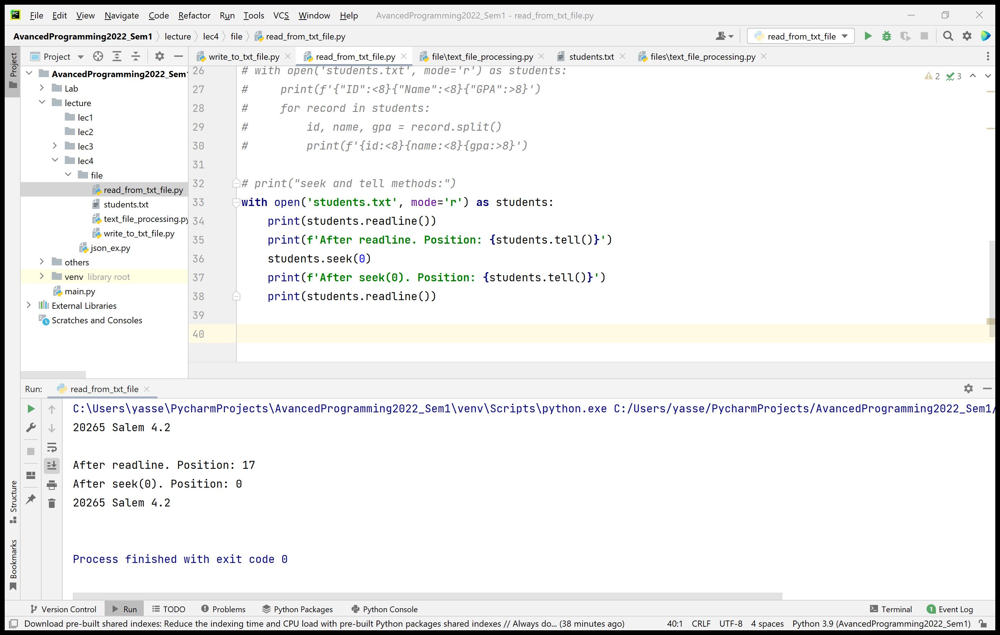 PC
File Edit View Navigate Code Refactor Run Tools VCS Window Help AvancedProgramming2022_Sem1 - read_from_txt_file.py
AvancedProgramming2022_Sem1 lecture lec4 file read_from_txt_file.py
read_from_txt_file
Project
Project
write_to_txt_file.py read_from_txt_file.py file\text_file_processing.py students.txt files\text_file_processing.py
AvancedProgramming2022_Sem1
Lab
lecture
lec1
lec2
lec3
lec4
file
read_from_txt_file.py
students.txt
text_file_processing.py
write_to_txt_file.py
json_ex.py
others
venv library root
main.py
External Libraries
Scratches and Consoles
2 3
26 # with open('students.txt', mode='r') as students:
27 #     print(f'{"ID":<8}{"Name":<8}{"GPA":>8}')
28 #     for record in students:
29 #         id, name, gpa = record.split()
30 #         print(f'{id:<8}{name:<8}{gpa:>8}')
31
32 # print("seek and tell methods:")
33 with open('students.txt', mode='r') as students:
34     print(students.readline())
35     print(f'After readline. Position: {students.tell()}')
36     students.seek(0)
37     print(f'After seek(0). Position: {students.tell()}')
38     print(students.readline())
39
40
Run: read_from_txt_file
C:\Users\yasse\PycharmProjects\AvancedProgramming2022_Sem1\venv\Scripts\python.exe C:/Users/yasse/PycharmProjects/AvancedProgramming2022_Sem1/
20265 Salem 4.2
After readline. Position: 17
After seek(0). Position: 0
20265 Salem 4.2
Process finished with exit code 0
Structure
Bookmarks
Version Control Run TODO Problems Python Packages Python Console Terminal 1 Event Log
Download pre-built shared indexes: Reduce the indexing time and CPU load with pre-built Python packages shared indexes // Always do... (38 minutes ago) 40:1 CRLF UTF-8 4 spaces Python 3.9 (AvancedProgramming2022_Sem1)